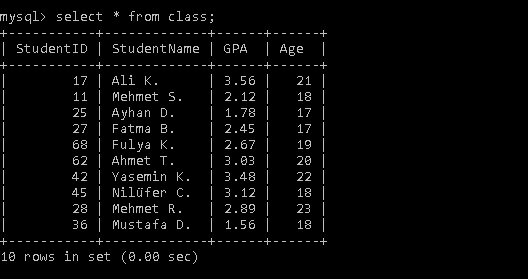 mysql> select * from class;
+-----------+-------------+------+------+
| StudentID | StudentName | GPA  | Age  |
+-----------+-------------+------+------+
|        17 | Ali K.      | 3.56 |   21 |
|        11 | Mehmet S.   | 2.12 |   18 |
|        25 | Ayhan D.    | 1.78 |   17 |
|        27 | Fatma B.    | 2.45 |   17 |
|        68 | Fulya K.    | 2.67 |   19 |
|        62 | Ahmet T.    | 3.03 |   20 |
|        42 | Yasemin K.  | 3.48 |   22 |
|        45 | Nilüfer C.  | 3.12 |   18 |
|        28 | Mehmet R.   | 2.89 |   23 |
|        36 | Mustafa D.  | 1.56 |   18 |
+-----------+-------------+------+------+
10 rows in set (0.00 sec)